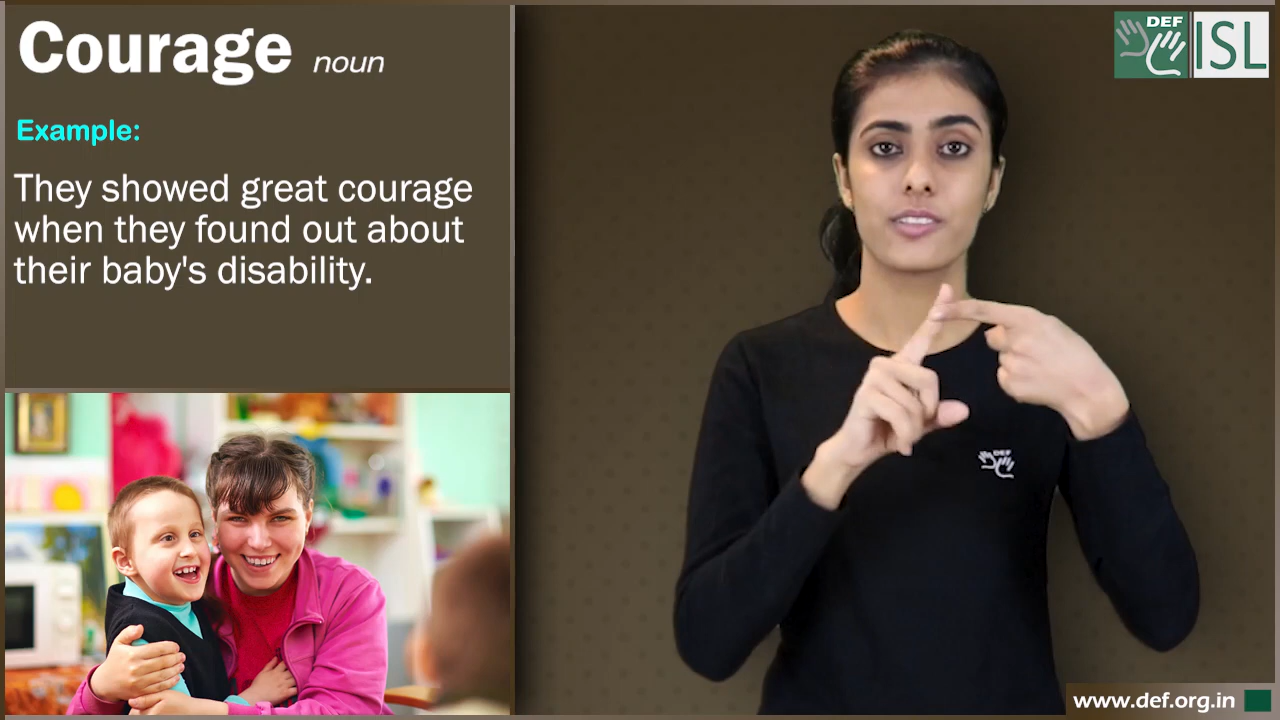 Courage noun
Example:
They showed great courage
when they found out about
their baby's disability.
DEF
ISL
DEF
www.def.org.in